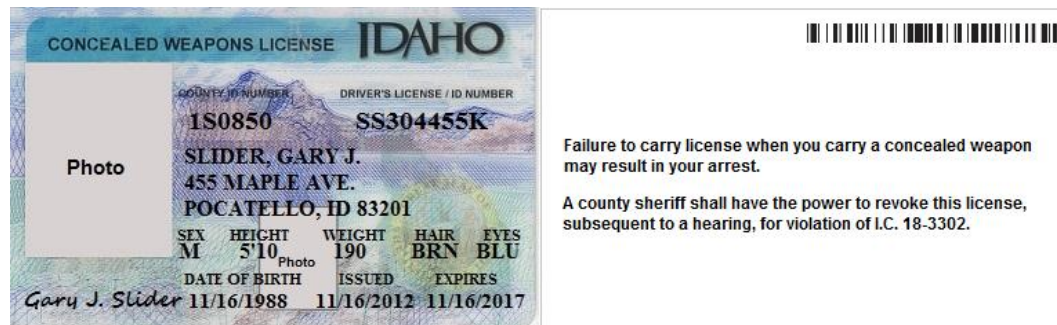 CONCEALED WEAPONS LICENSE IDAHO
COUNTY ID NUMBER DRIVER'S LICENSE / ID NUMBER
1S0850 SS304455K
Photo
SLIDER, GARY J.
455 MAPLE AVE.
POCATELLO, ID 83201
SEX HEIGHT WEIGHT HAIR EYES
M 5'10 190 BRN BLU
Photo
DATE OF BIRTH ISSUED EXPIRES
Gary J. Slider 11/16/1988 11/16/2012 11/16/2017
Failure to carry license when you carry a concealed weapon
may result in your arrest.
A county sheriff shall have the power to revoke this license,
subsequent to a hearing, for violation of I.C. 18-3302.